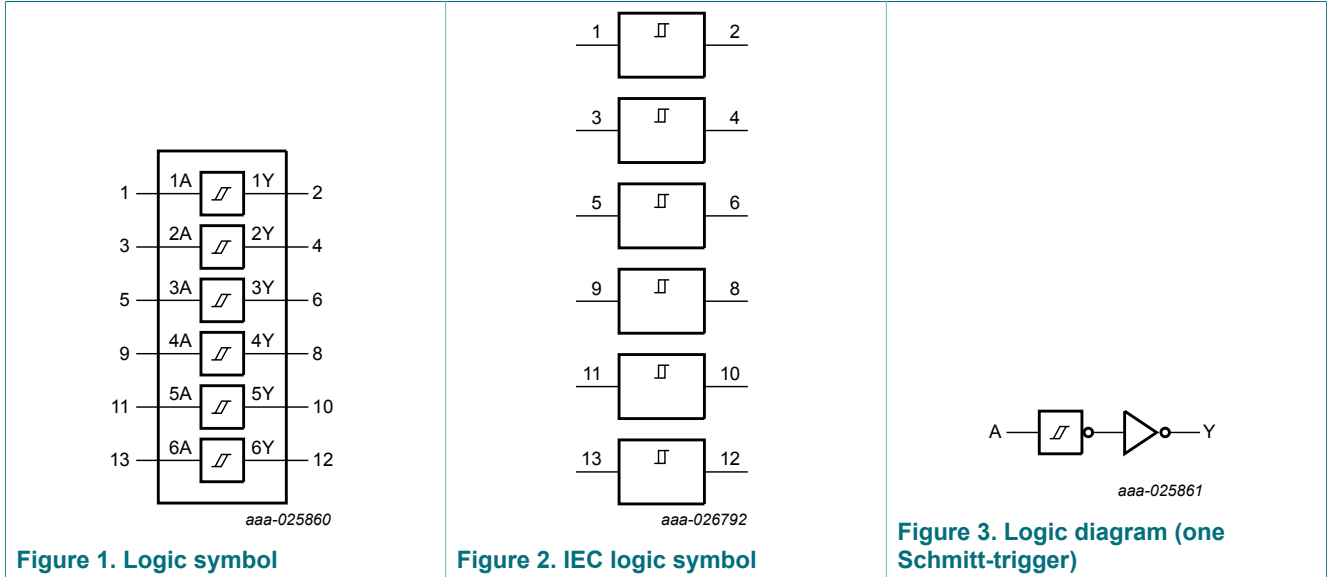 1 1A 1Y 2
3 2A 2Y 4
5 3A 3Y 6
9 4A 4Y 8
11 5A 5Y 10
13 6A 6Y 12
aaa-025860
Figure 1. Logic symbol
1 2
3 4
5 6
9 8
11 10
13 12
aaa-026792
Figure 2. IEC logic symbol
A Y
aaa-025861
Figure 3. Logic diagram (one
Schmitt-trigger)